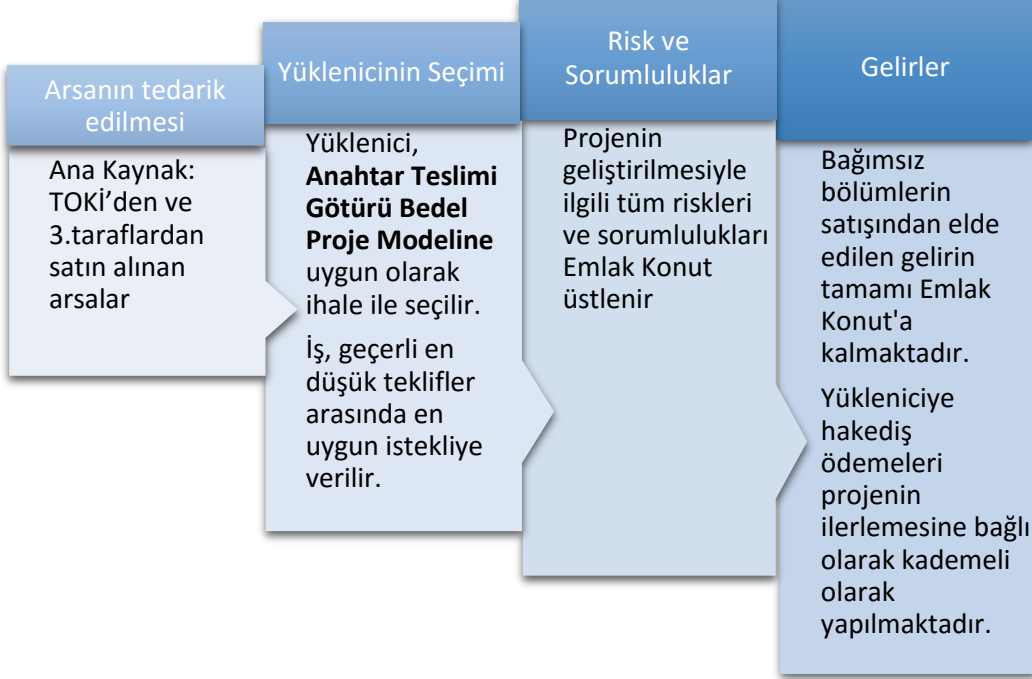 Arsanın tedarik
edilmesi
Ana Kaynak:
TOKİ’den ve
3.taraflardan
satın alınan
arsalar
Yüklenicinin Seçimi
Yüklenici,
Anahtar Teslimi
Götürü Bedel
Proje Modeline
uygun olarak
ihale ile seçilir.
İş, geçerli en
düşük teklifler
arasında en
uygun istekliye
verilir.
Risk ve
Sorumluluklar
Projenin
geliştirilmesiyle
ilgili tüm riskleri
ve sorumlulukları
Emlak Konut
üstlenir
Gelirler
Bağımsız
bölümlerin
satışından elde
edilen gelirin
tamamı Emlak
Konut'a
kalmaktadır.
Yükleniciye
hakediş
ödemeleri
projenin
ilerlemesine bağlı
olarak kademeli
olarak
yapılmaktadır.